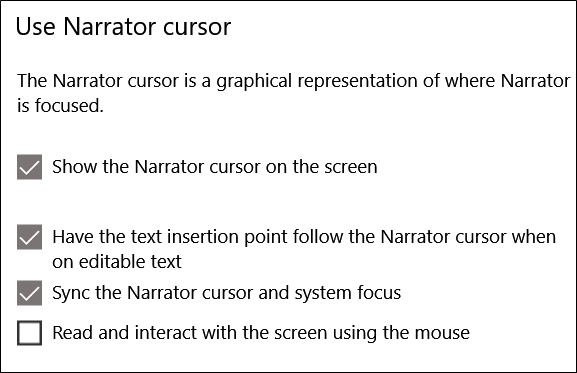 Use Narrator cursor
The Narrator cursor is a graphical representation of where Narrator
is focused.
Show the Narrator cursor on the screen
Have the text insertion point follow the Narrator cursor when
on editable text
Sync the Narrator cursor and system focus
Read and interact with the screen using the mouse